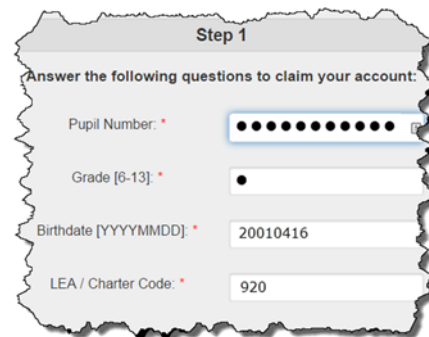 Step 1
Answer the following questions to claim your account:
Pupil Number: * ●●●●●●●●●●●
Grade [6-13]: * ●
Birthdate [YYYYMMDD]: * 20010416
LEA / Charter Code: * 920